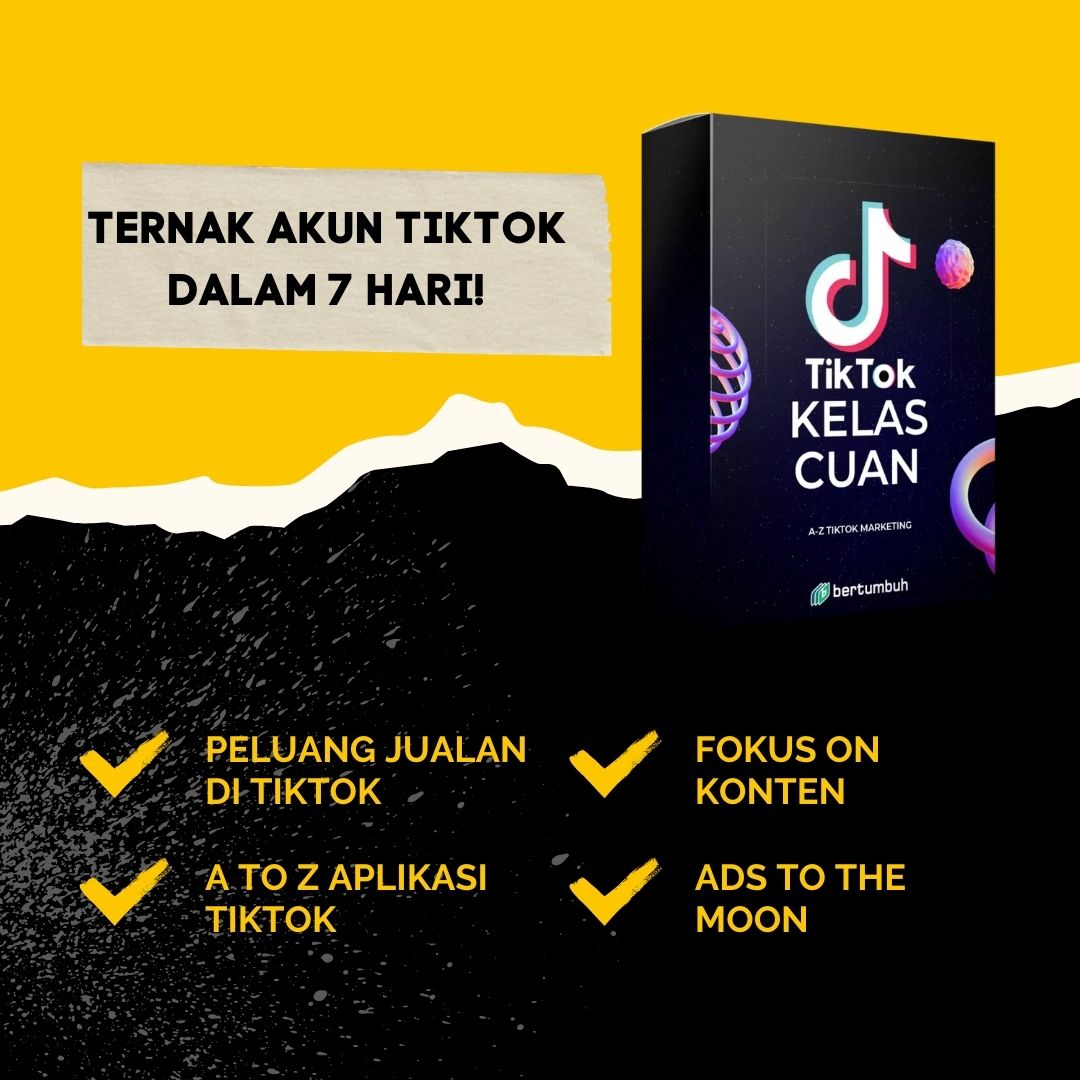 TERNAK AKUN TIKTOK
DALAM 7 HARI!
TikTok
KELAS
CUAN
A-Z TIKTOK MARKETING
bertumbuh
PELUANG JUALAN
DI TIKTOK
FOKUS ON
KONTEN
A TO Z APLIKASI
TIKTOK
ADS TO THE
MOON